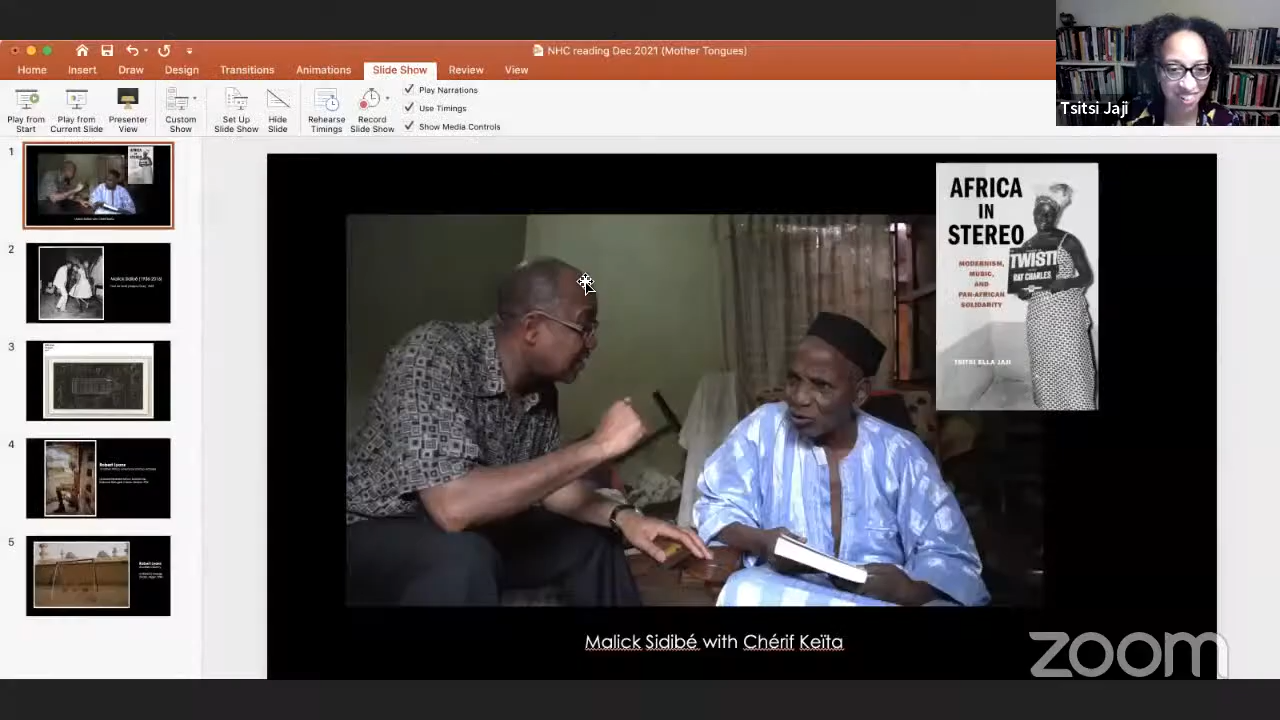 NHC reading Dec 2021 (Mother Tongues)
Home Insert Draw Design Transitions Animations Slide Show Review View
Play from Start
Play from Current Slide
Presenter View
Custom Show
Set Up Slide Show
Hide Slide
Rehearse Timings
Record Slide Show
Play Narrations
Use Timings
Show Media Controls
Tsitsi Jaji
1
2
3
4
5
Robert Lyons
Robert Lyons
AFRICA
IN
STEREO
MODERNISM,
MUSIC,
AND
PAN-AFRICAN
SOLIDARITY
TWIST!
RAY CHARLES
TSITSI ELLA JAJI
Malick Sidibé with Chérif Keïta
zoom